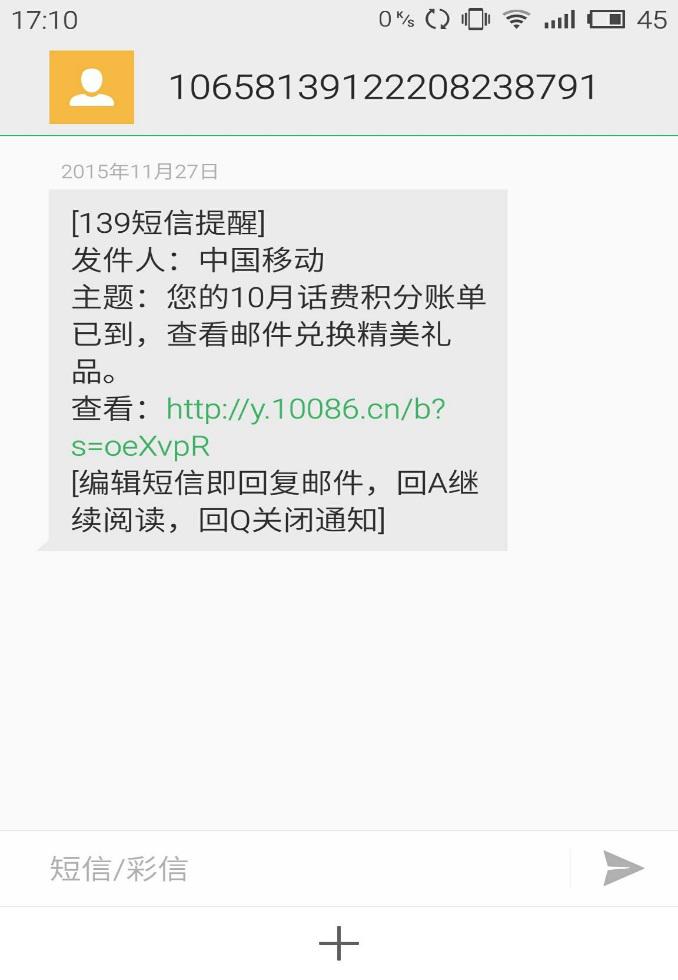 17:10 0 K/s 45
10658139122208238791
2015年11月27日
[139短信提醒]
发件人：中国移动
主题：您的10月话费积分账单
已到，查看邮件兑换精美礼
品。
查看：http://y.10086.cn/b?
s=oeXvpR
[编辑短信即回复邮件，回A继
续阅读，回Q关闭通知]
短信/彩信